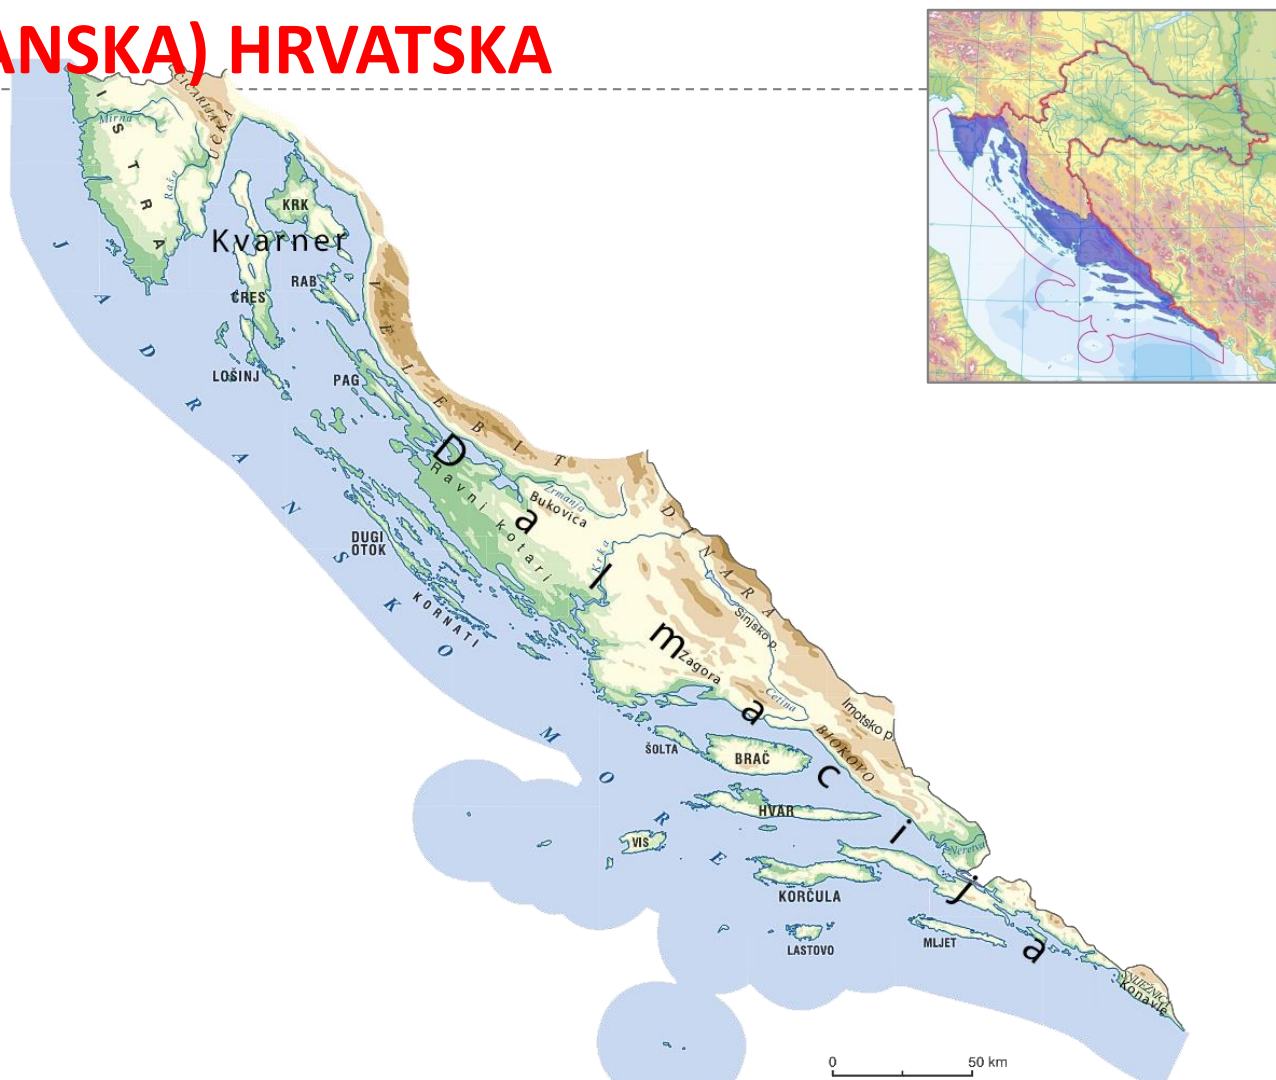 ANSKA) HRVATSKA
ĆIĆARIJA
UČKA
ISTRA
Mirna
Raša
KRK
Kvarner
RAB
CRES
LOŠINJ
PAG
VELEBIT
JADRANSKO MORE
Dalmacija
Ravni kotari
Zrmanja
Bukovica
DINARA
Krka
DUGI
OTOK
KORNATI
Sinjsko p.
Zagora
Cetina
Imotsko p.
BIOKOVO
ŠOLTA
BRAČ
HVAR
VIS
Neretva
KORČULA
LASTOVO
MLJET
SNIJEŽNICA
Konavle
0 50 km